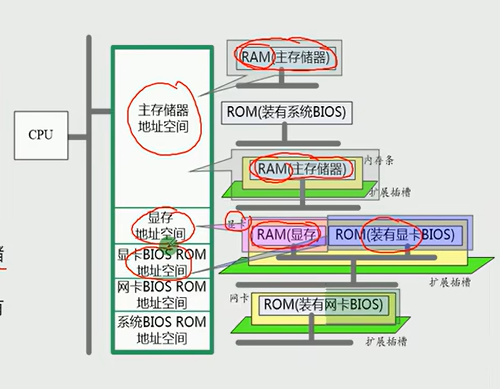 CPU
主存储器
地址空间
显存
地址空间
显卡BIOS ROM
地址空间
网卡BIOS ROM
地址空间
系统BIOS ROM
地址空间
RAM(主存储器)
ROM(装有系统BIOS)
内存条
RAM(主存储器)
扩展插槽
显卡
RAM(显存)
ROM(装有显卡BIOS)
扩展插槽
网卡
ROM(装有网卡BIOS)
扩展插槽